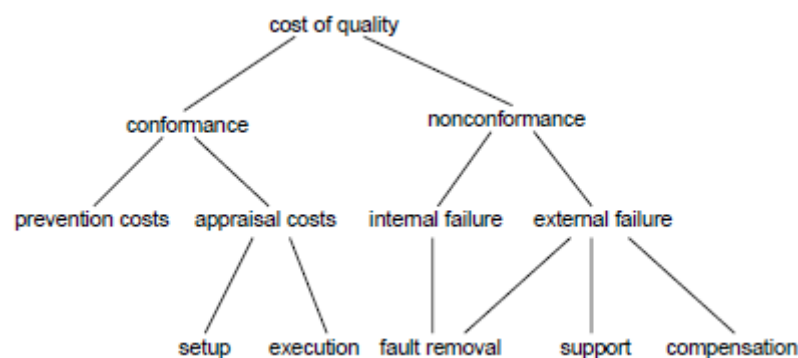 cost of quality
conformance
nonconformance
prevention costs
appraisal costs
internal failure
external failure
setup
execution
fault removal
support
compensation